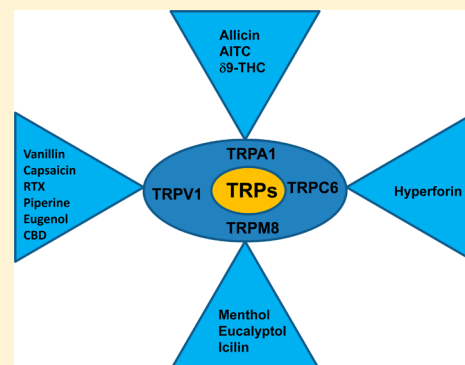 Allicin
AITC
δ9-THC
Vanillin
Capsaicin
RTX
Piperine
Eugenol
CBD
TRPA1
TRPV1
TRPs
TRPC6
TRPM8
Hyperforin
Menthol
Eucalyptol
Icilin